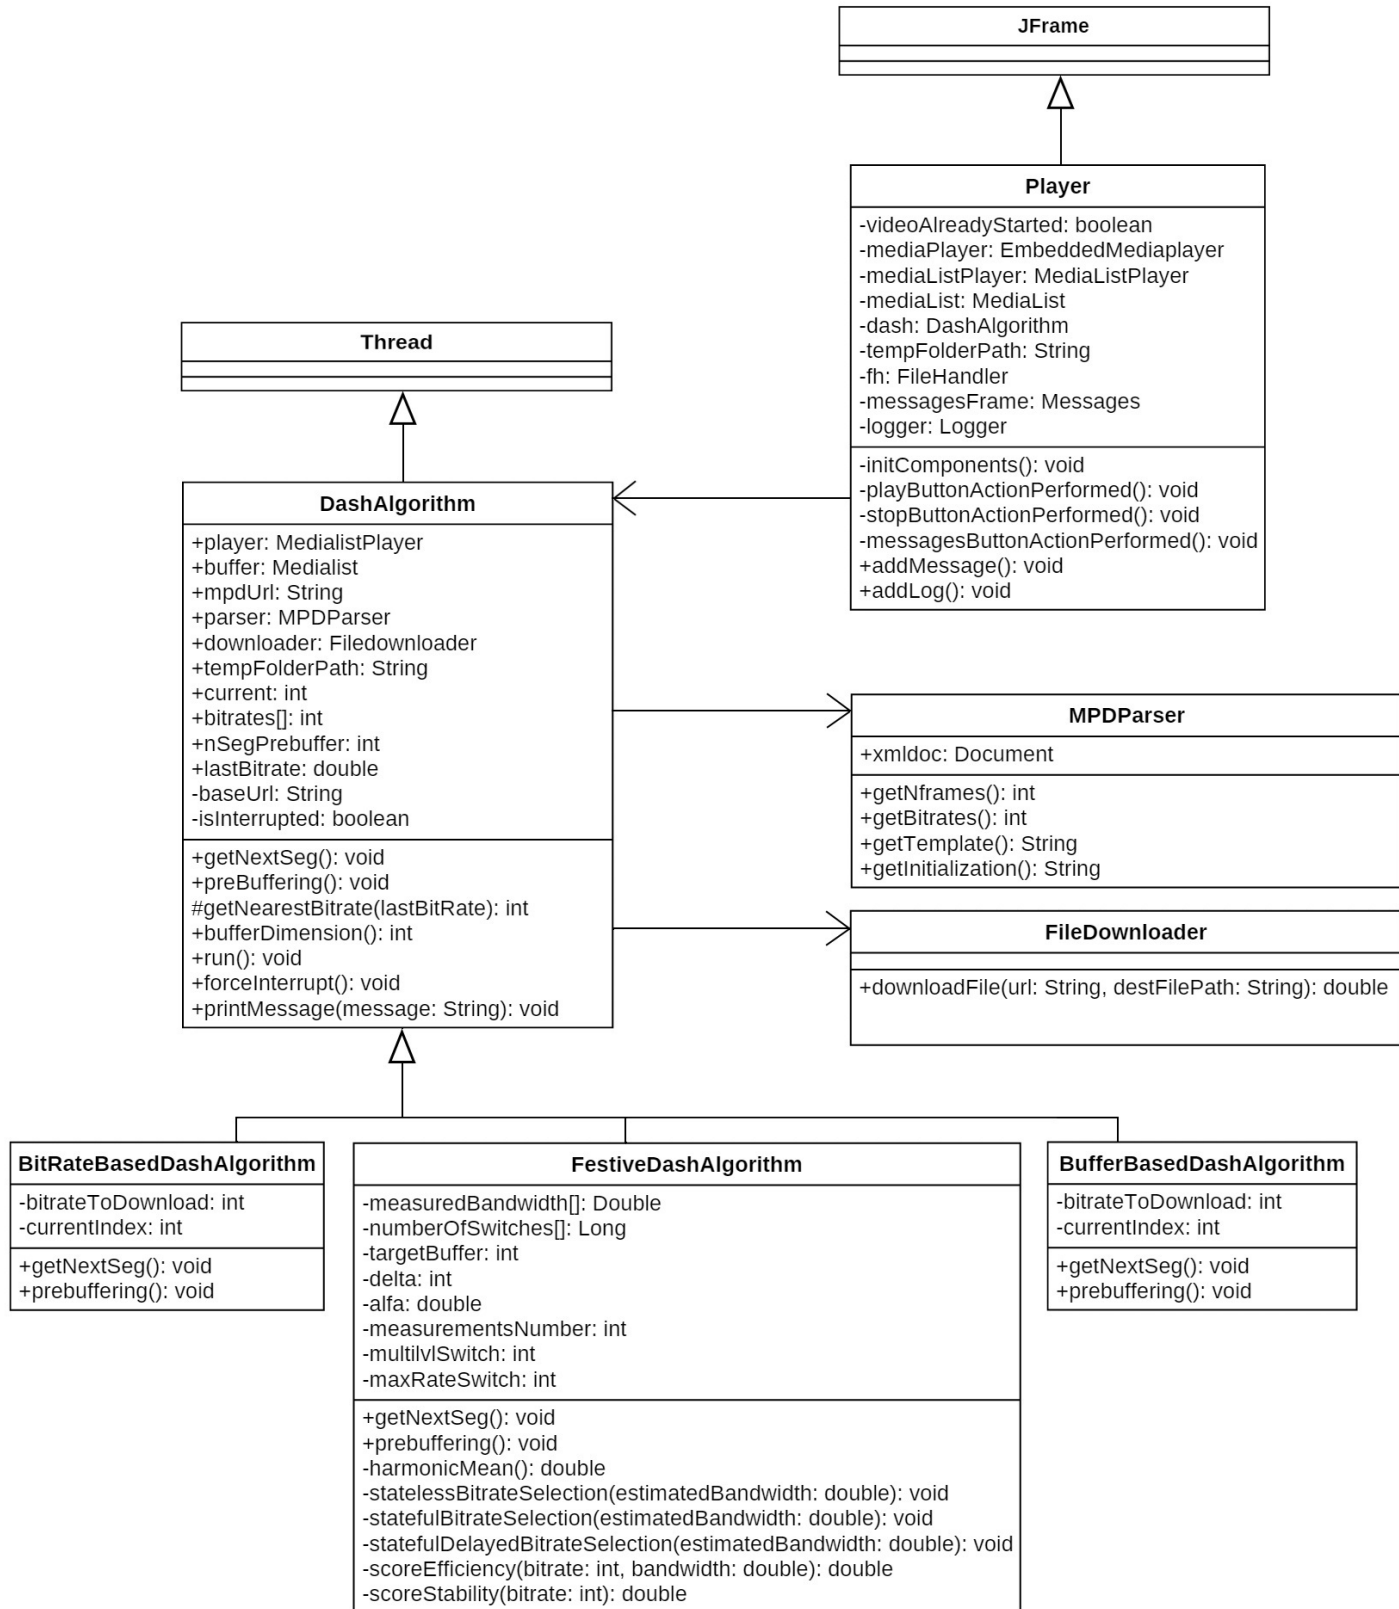 JFrame
Player
-videoAlreadyStarted: boolean
-mediaPlayer: EmbeddedMediaplayer
-mediaListPlayer: MediaListPlayer
-mediaList: MediaList
-dash: DashAlgorithm
-tempFolderPath: String
-fh: FileHandler
-messagesFrame: Messages
-logger: Logger
-initComponents(): void
-playButtonActionPerformed(): void
-stopButtonActionPerformed(): void
-messagesButtonActionPerformed(): void
+addMessage(): void
+addLog(): void
Thread
DashAlgorithm
+player: MedialistPlayer
+buffer: Medialist
+mpdUrl: String
+parser: MPDParser
+downloader: Filedownloader
+tempFolderPath: String
+current: int
+bitrates[]: int
+nSegPrebuffer: int
+lastBitrate: double
-baseUrl: String
-isInterrupted: boolean
+getNextSeg(): void
+preBuffering(): void
#getNearestBitrate(lastBitRate): int
+bufferDimension(): int
+run(): void
+forceInterrupt(): void
+printMessage(message: String): void
MPDParser
+xmldoc: Document
+getNframes(): int
+getBitrates(): int
+getTemplate(): String
+getInitialization(): String
FileDownloader
+downloadFile(url: String, destFilePath: String): double
BitRateBasedDashAlgorithm
-bitrateToDownload: int
-currentIndex: int
+getNextSeg(): void
+prebuffering(): void
FestiveDashAlgorithm
-measuredBandwidth[]: Double
-numberOfSwitches[]: Long
-targetBuffer: int
-delta: int
-alfa: double
-measurementsNumber: int
-multilvlSwitch: int
-maxRateSwitch: int
+getNextSeg(): void
+prebuffering(): void
-harmonicMean(): double
-statelessBitrateSelection(estimatedBandwidth: double): void
-statefulBitrateSelection(estimatedBandwidth: double): void
-statefulDelayedBitrateSelection(estimatedBandwidth: double): void
-scoreEfficiency(bitrate: int, bandwidth: double): double
-scoreStability(bitrate: int): double
BufferBasedDashAlgorithm
-bitrateToDownload: int
-currentIndex: int
+getNextSeg(): void
+prebuffering(): void